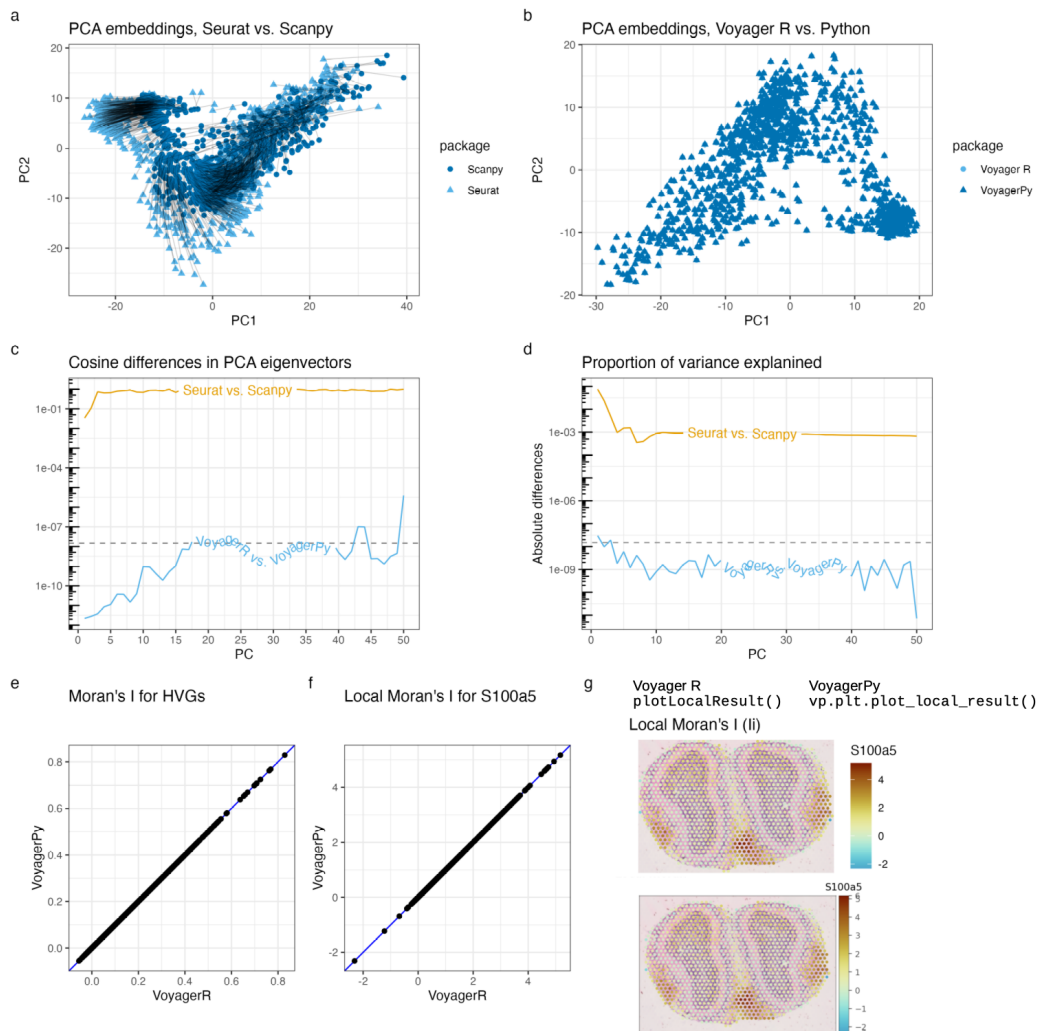 a
PCA embeddings, Seurat vs. Scanpy
20
10
0
-10
-20
PC2
-20
0
20
40
PC1
package
Scanpy
Seurat
b
PCA embeddings, Voyager R vs. Python
20
10
0
-10
-20
PC2
-30
-20
-10
0
10
20
PC1
package
Voyager R
VoyagerPy
c
Cosine differences in PCA eigenvectors
Seurat vs. Scanpy
1e-01
1e-04
1e-07
1e-10
VoyagerR vs. VoyagerPy
0
5
10
15
20
25
30
35
40
45
50
PC
d
Proportion of variance explanined
Absolute differences
1e-03
1e-06
1e-09
Seurat vs. Scanpy
0
10
20
30
40
50
PC
e
Moran's I for HVGs
0.8
0.6
0.4
0.2
0.0
VoyagerPy
0.0
0.2
0.4
0.6
0.8
VoyagerR
f
Local Moran's I for S100a5
4
2
0
-2
VoyagerPy
-2
0
2
4
VoyagerR
g
Voyager R
plotLocalResult()
VoyagerPy
vp.plt.plot_local_result()
Local Moran's I (Ii)
S100a5
4
2
0
-2
S100a5
5
4
3
2
1
0
−1
−2